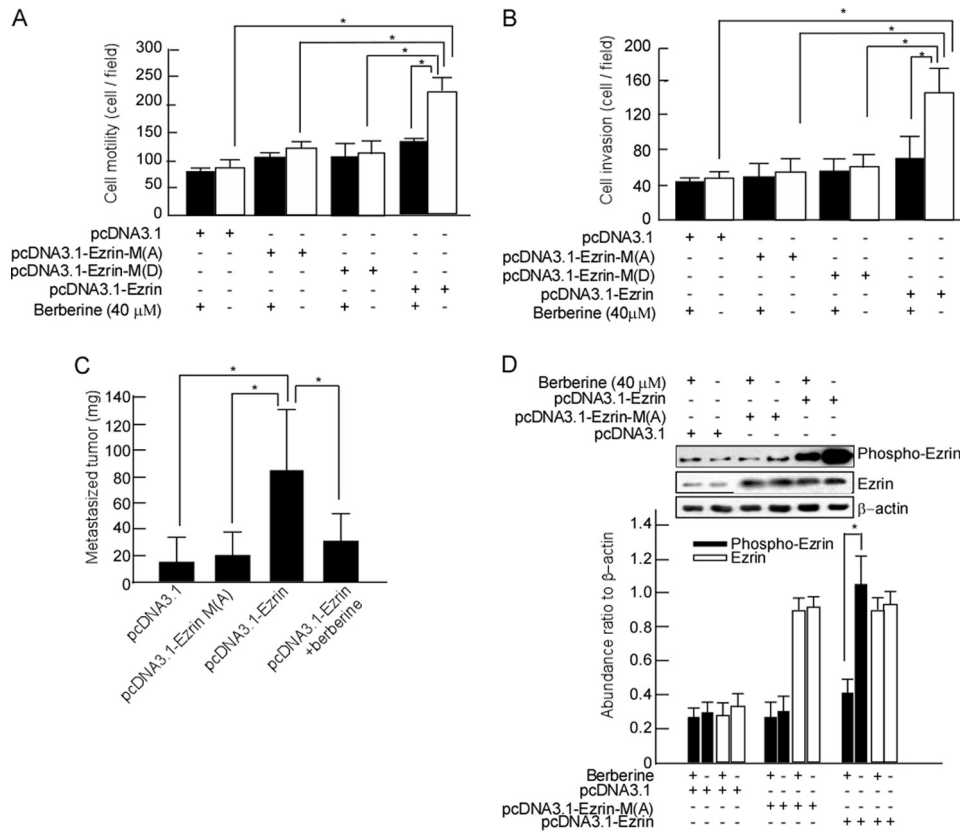 A
Cell motility (cell / field)
300
250
200
150
100
50
0
*
*
*
*
pcDNA3.1 + + - - - - - -
pcDNA3.1-Ezrin-M(A) - - + + - - - -
pcDNA3.1-Ezrin-M(D) - - - - + + - -
pcDNA3.1-Ezrin - - - - - - + +
Berberine (40 μM) + - + - + - + -
B
Cell invasion (cell / field)
200
160
120
80
40
0
*
*
*
*
pcDNA3.1 + + - - - - - -
pcDNA3.1-Ezrin-M(A) - - + + - - - -
pcDNA3.1-Ezrin-M(D) - - - - + + - -
pcDNA3.1-Ezrin - - - - - - + +
Berberine (40μM) + - + - + - + -
C
Metastasized tumor (mg)
140
120
100
80
60
40
20
0
*
*
*
pcDNA3.1
pcDNA3.1-Ezrin M(A)
pcDNA3.1-Ezrin
pcDNA3.1-Ezrin
+berberine
D
Berberine (40 μM) + - + - + -
pcDNA3.1-Ezrin - - - - + +
pcDNA3.1-Ezrin-M(A) - - + + - -
pcDNA3.1 + + - - - -
Phospho-Ezrin
Ezrin
β-actin
Abundance ratio to β-actin
1.4
1.2
1.0
0.8
0.6
0.4
0.2
0
Phospho-Ezrin
Ezrin
*
Berberine + - + - + - + - + - + -
pcDNA3.1 + + + + - - - - - - - -
pcDNA3.1-Ezrin-M(A) - - - - + + + + - - - -
pcDNA3.1-Ezrin - - - - - - - - + + + +